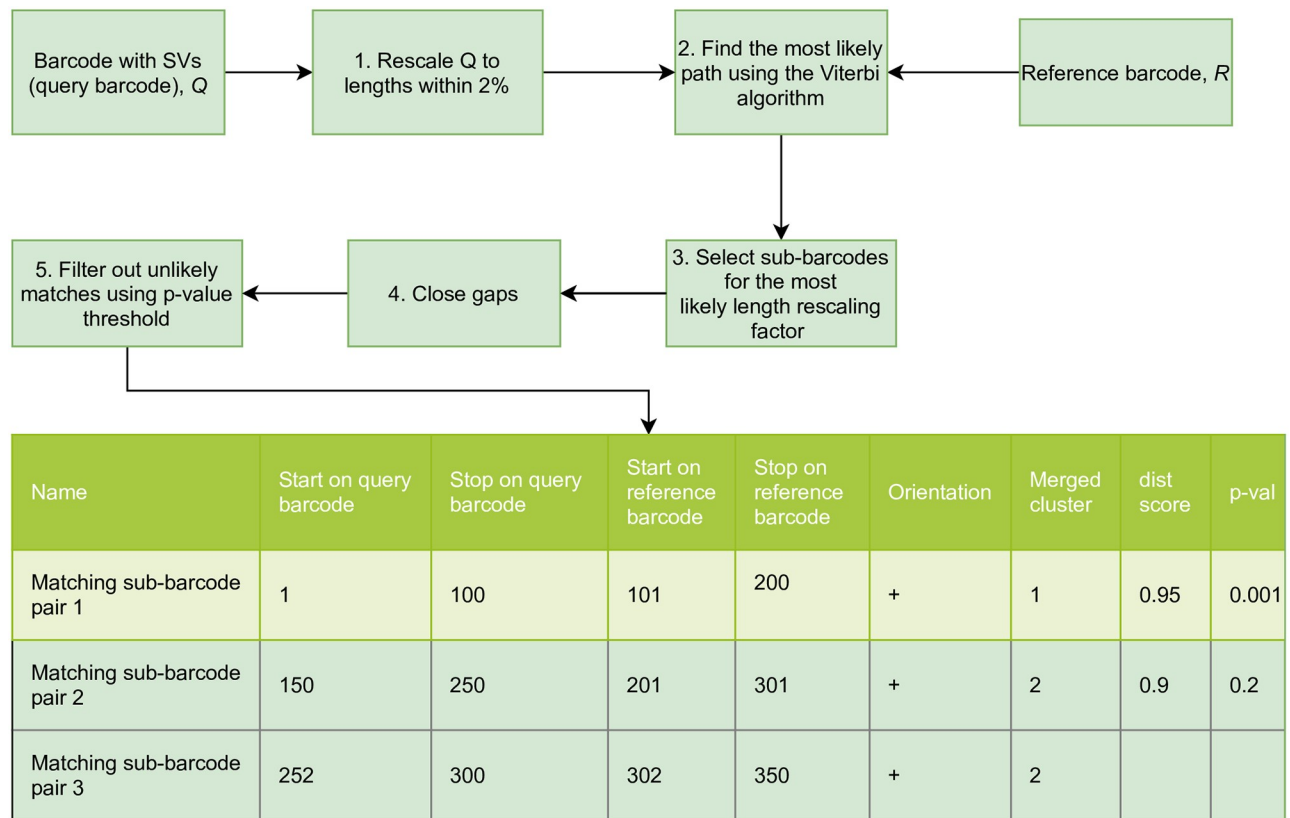 Barcode with SVs
(query barcode), Q
1. Rescale Q to
lengths within 2%
2. Find the most likely
path using the Viterbi
algorithm
Reference barcode, R
3. Select sub-barcodes
for the most
likely length rescaling
factor
4. Close gaps
5. Filter out unlikely
matches using p-value
threshold
Name
Start on query
barcode
Stop on query
barcode
Start on
reference
barcode
Stop on
reference
barcode
Orientation
Merged
cluster
dist
score
p-val
Matching sub-barcode
pair 1
1
100
101
200
+
1
0.95
0.001
Matching sub-barcode
pair 2
150
250
201
301
+
2
0.9
0.2
Matching sub-barcode
pair 3
252
300
302
350
+
2